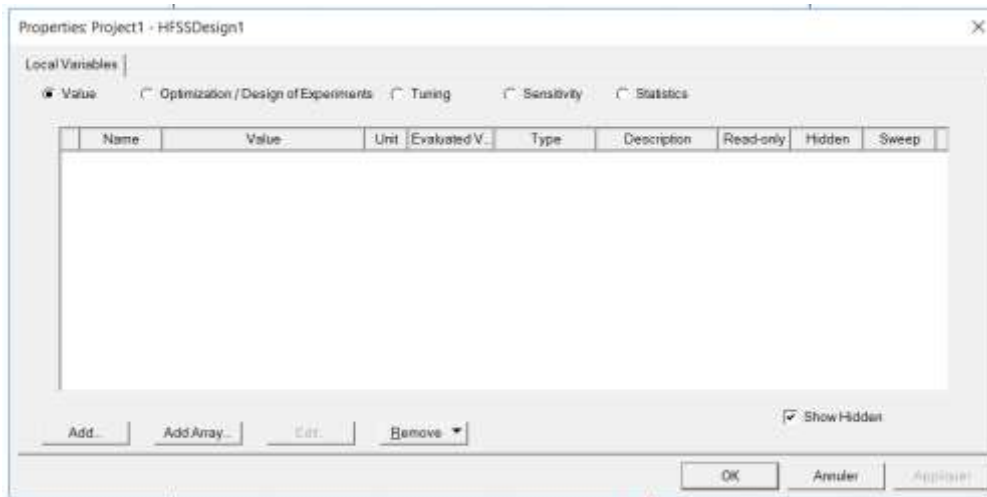 Properties: Project1 - HFSSDesign1
Local Variables
Value Optimization / Design of Experiments Tuning Sensitivity Statistics
Name Value Unit Evaluated V... Type Description Read-only Hidden Sweep
Show Hidden
Add... Add Array... Edit... Remove
OK Annuler Appliquer